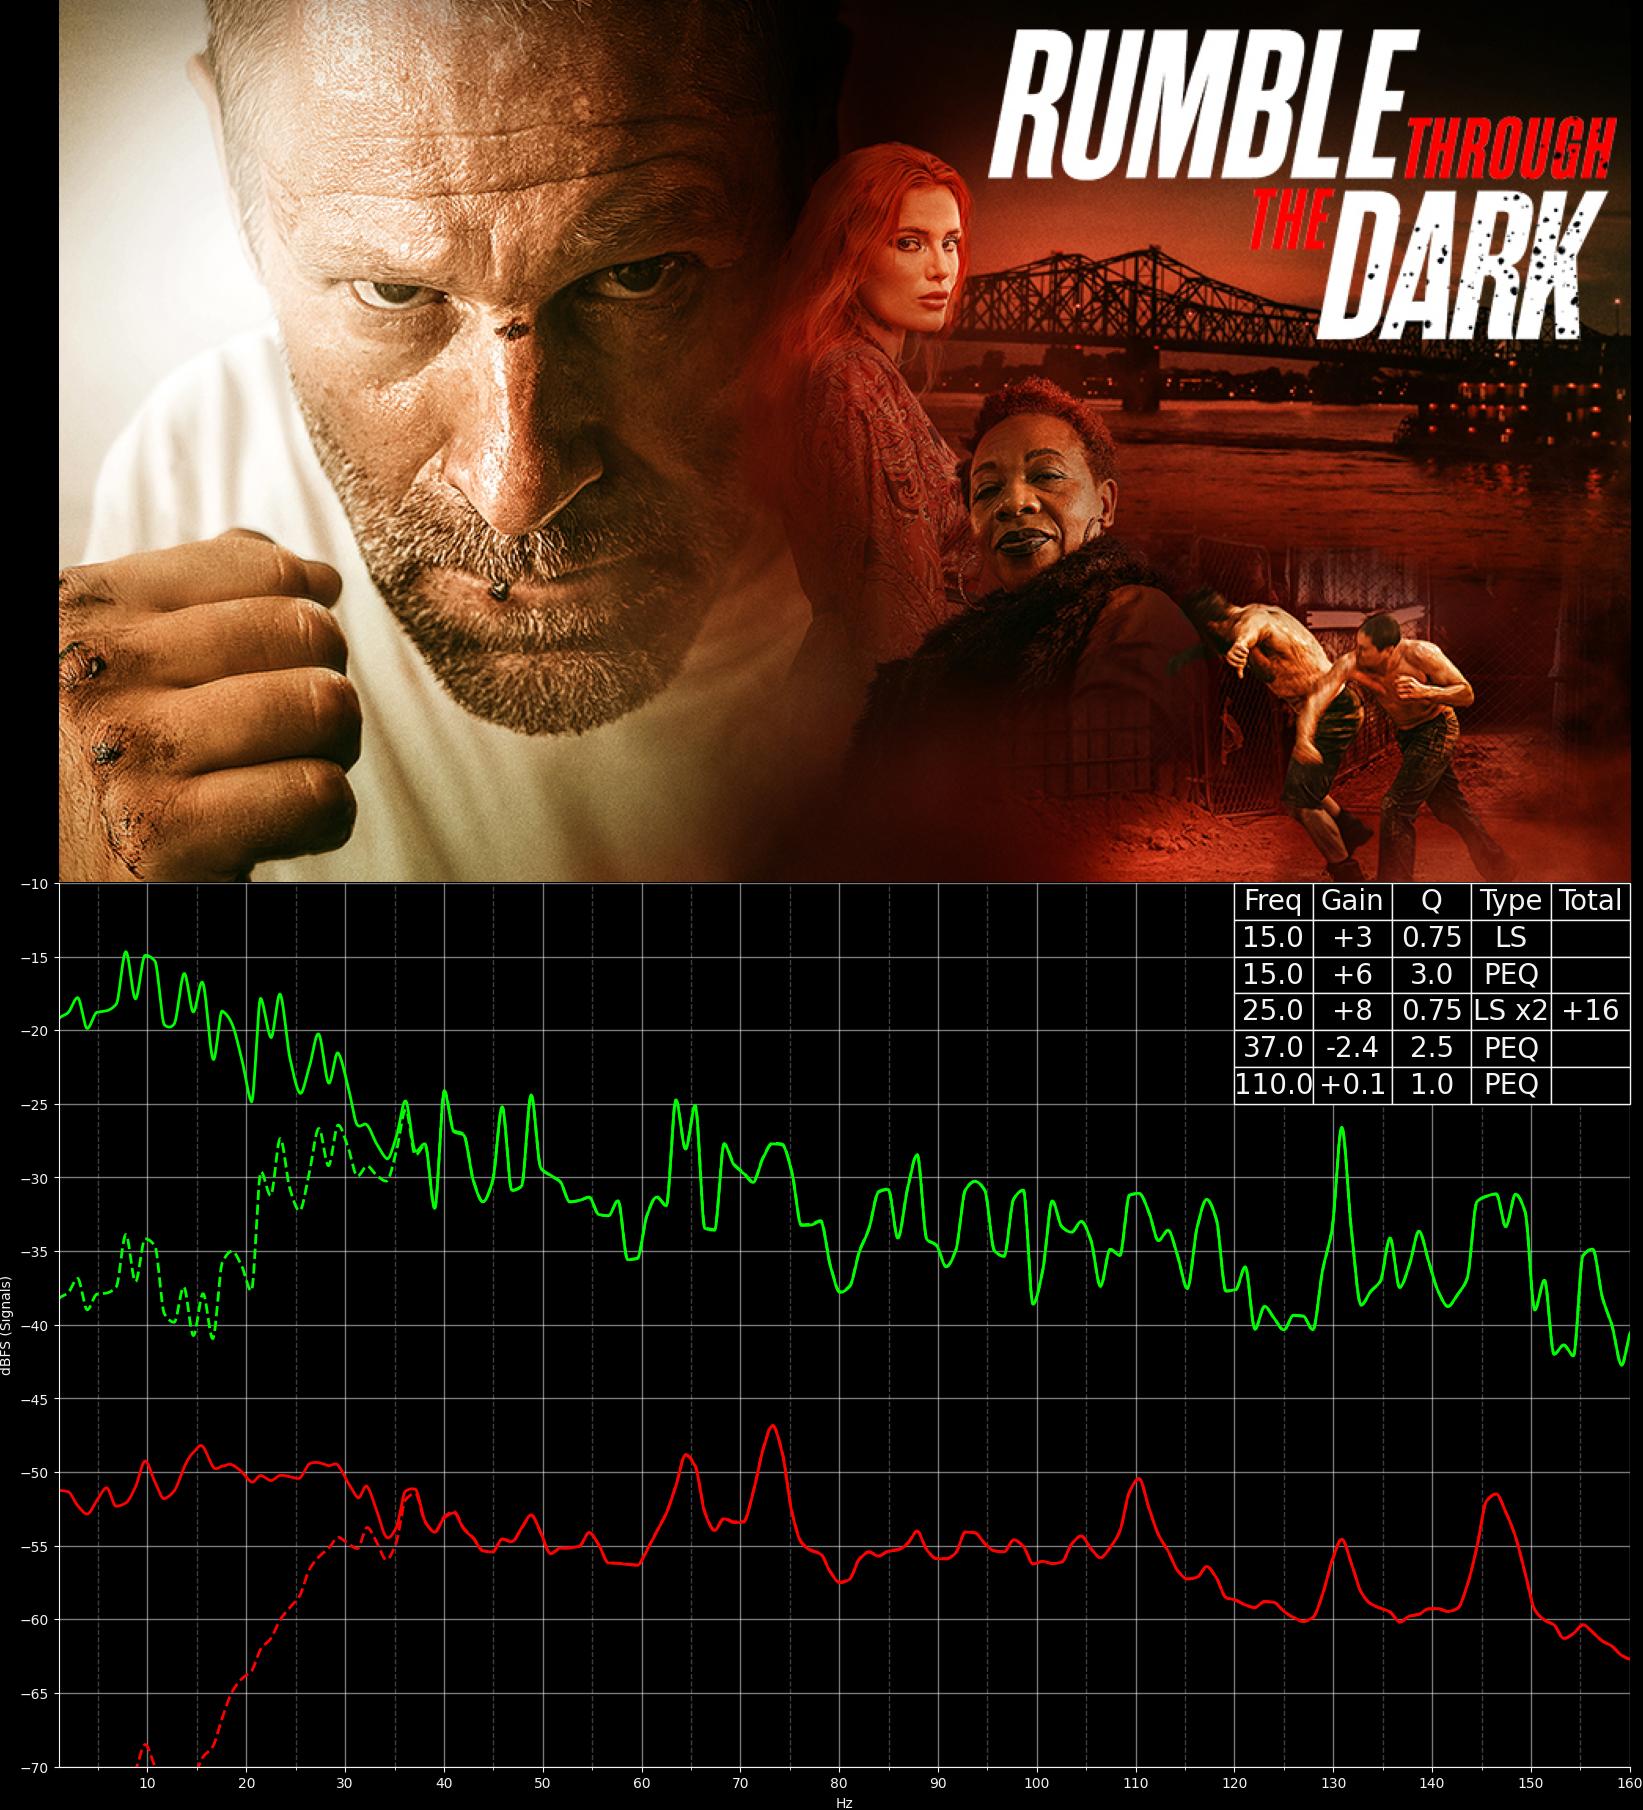 RUMBLE THROUGH
THE DARK
Freq Gain Q Type Total
15.0 +3 0.75 LS
15.0 +6 3.0 PEQ
25.0 +8 0.75 LS x2 +16
37.0 -2.4 2.5 PEQ
110.0 +0.1 1.0 PEQ
dBFS (Signals)
−10
−15
−20
−25
−30
−35
−40
−45
−50
−55
−60
−65
−70
10 20 30 40 50 60 70 80 90 100 110 120 130 140 150 160
Hz